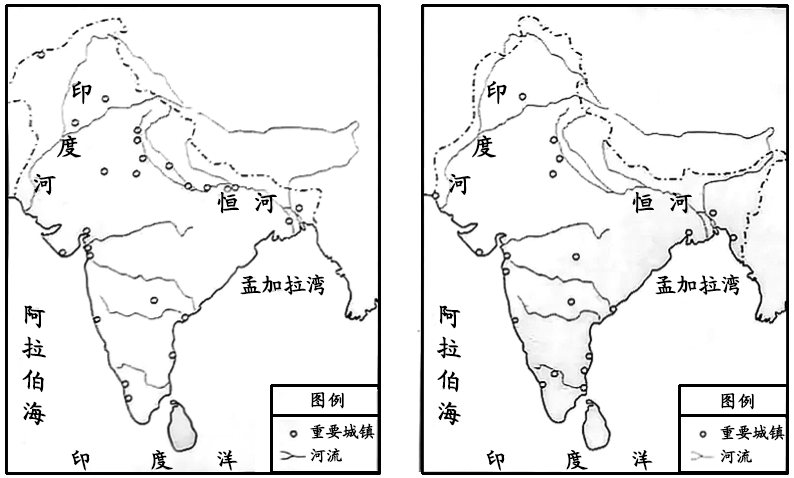 印
度
河
恒河
孟加拉湾
阿
拉
伯
海
印度洋
图例
重要城镇
河流
印
度
河
恒河
孟加拉湾
阿
拉
伯
海
印度洋
图例
重要城镇
河流